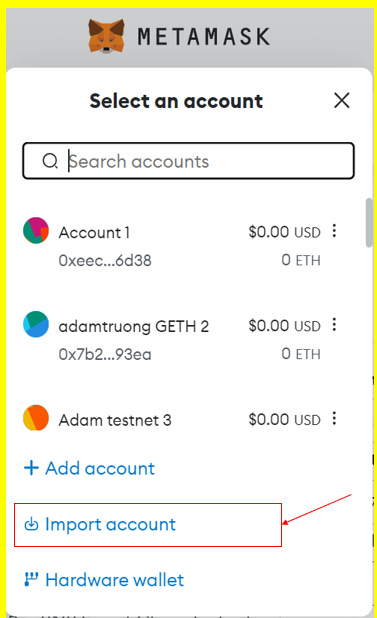 METAMASK
Select an account
Search accounts
Account 1 $0.00 USD
0xeec...6d38 0 ETH
adamtruong GETH 2 $0.00 USD
0x7b2...93ea 0 ETH
Adam testnet 3 $0.00 USD
+ Add account
Import account
Hardware wallet